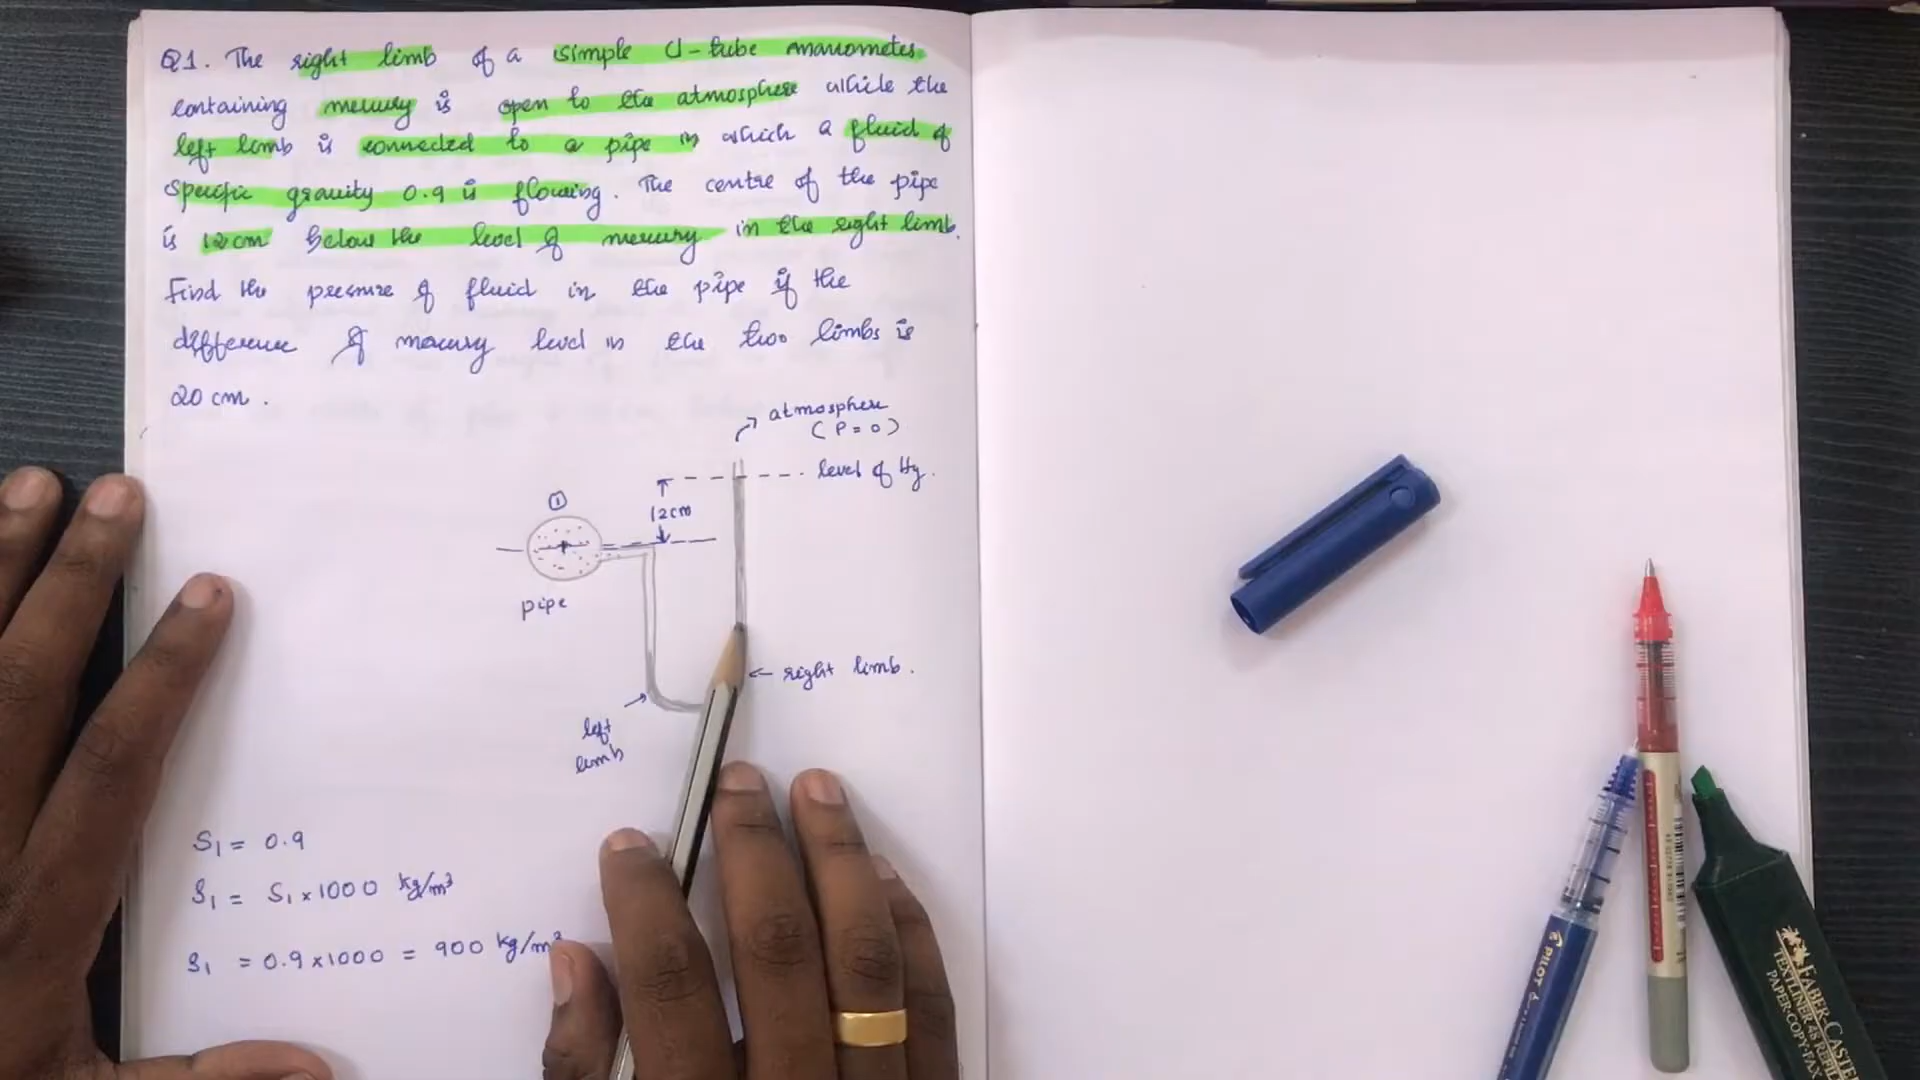 Q1. The right limb of a simple U-tube manometer
containing mercury is open to the atmosphere while the
left limb is connected to a pipe in which a fluid of
specific gravity 0.9 is flowing. The centre of the pipe
is 12cm below the level of mercury in the right limb.
Find the pressure of fluid in the pipe if the
difference of mercury level in the two limbs is
20 cm.
atmosphere
(P=0)
level of Hg.
①
12cm
pipe
← right limb.
left
limb
S₁ = 0.9
S₁ = S₁ × 1000 kg/m³
S₁ = 0.9 × 1000 = 900 kg/m³
PILOT
FABER-CASTELL
TEXTLINER 48 REFILL
PAPER·COPY·FAX